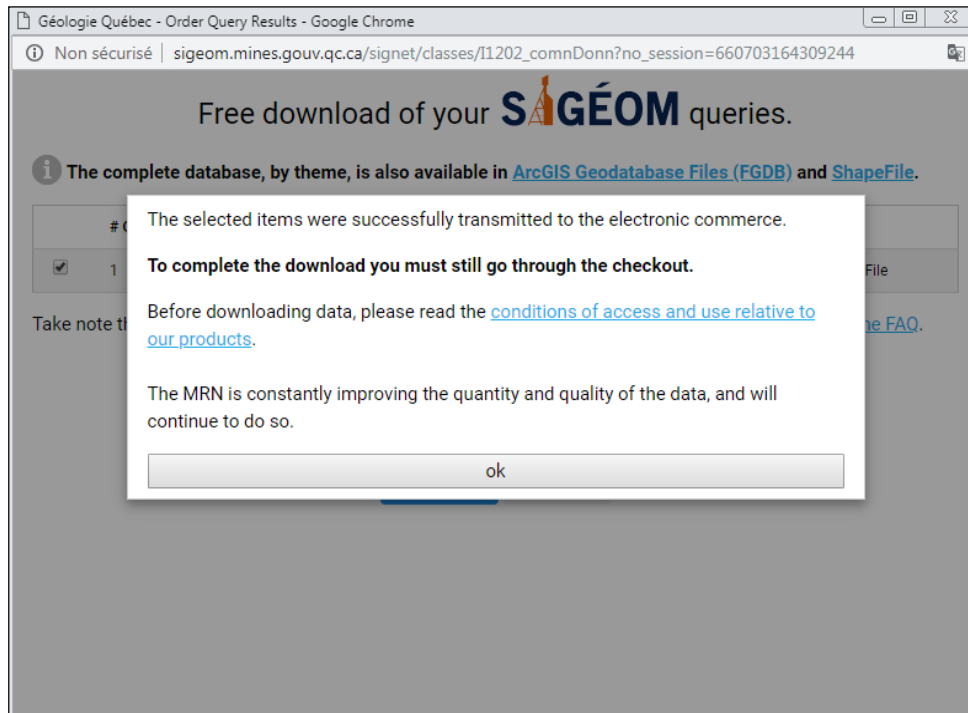 Géologie Québec - Order Query Results - Google Chrome
Non sécurisé | sigeom.mines.gouv.qc.ca/signet/classes/I1202_comnDonn?no_session=660703164309244
Free download of your SIGÉOM queries.
The complete database, by theme, is also available in ArcGIS Geodatabase Files (FGDB) and ShapeFile.
The selected items were successfully transmitted to the electronic commerce.
#
To complete the download you must still go through the checkout.
1 File
Before downloading data, please read the conditions of access and use relative to
Take note FAQ.
our products.
The MRN is constantly improving the quantity and quality of the data, and will
continue to do so.
ok